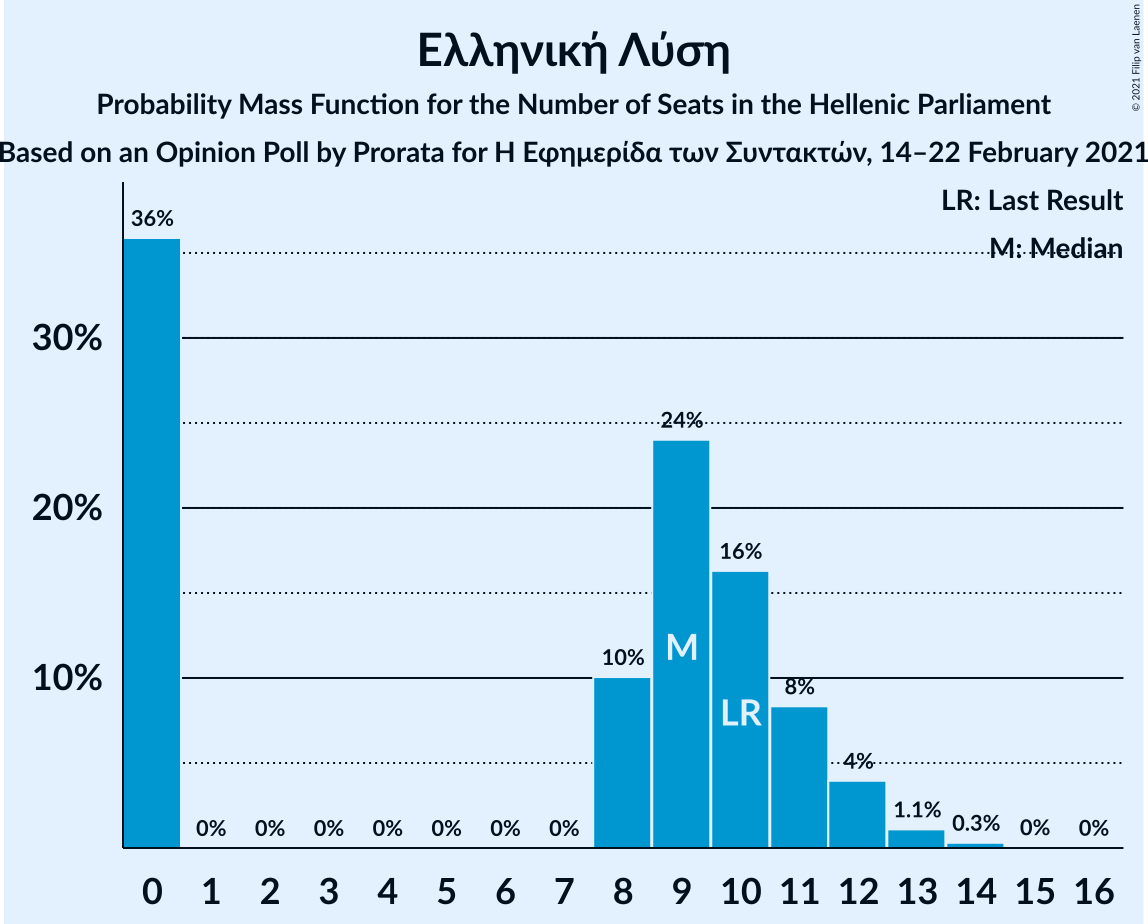 Ελληνική Λύση
Probability Mass Function for the Number of Seats in the Hellenic Parliament
Based on an Opinion Poll by Prorata for Η Εφημερίδα των Συντακτών, 14–22 February 2021
© 2021 Filip van Laenen
LR: Last Result
M: Median
36%
30%
24%
20%
16%
M
10%
10%
8%
LR
4%
1.1%
0.3%
0% 0% 0% 0% 0% 0% 0% 0% 0%
0 1 2 3 4 5 6 7 8 9 10 11 12 13 14 15 16